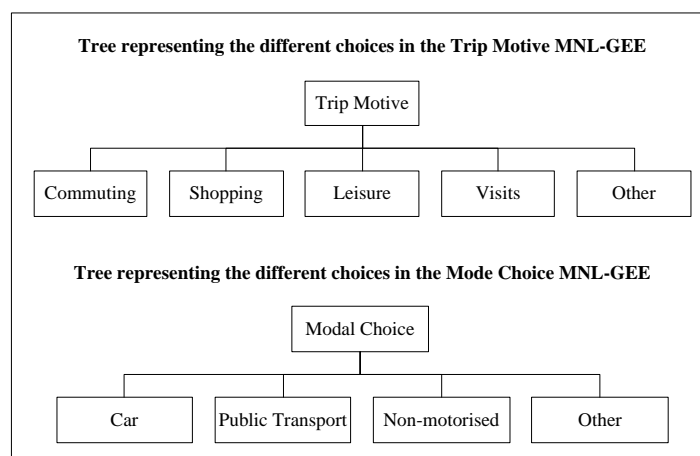 Tree representing the different choices in the Trip Motive MNL-GEE
Trip Motive
Commuting
Shopping
Leisure
Visits
Other
Tree representing the different choices in the Mode Choice MNL-GEE
Modal Choice
Car
Public Transport
Non-motorised
Other